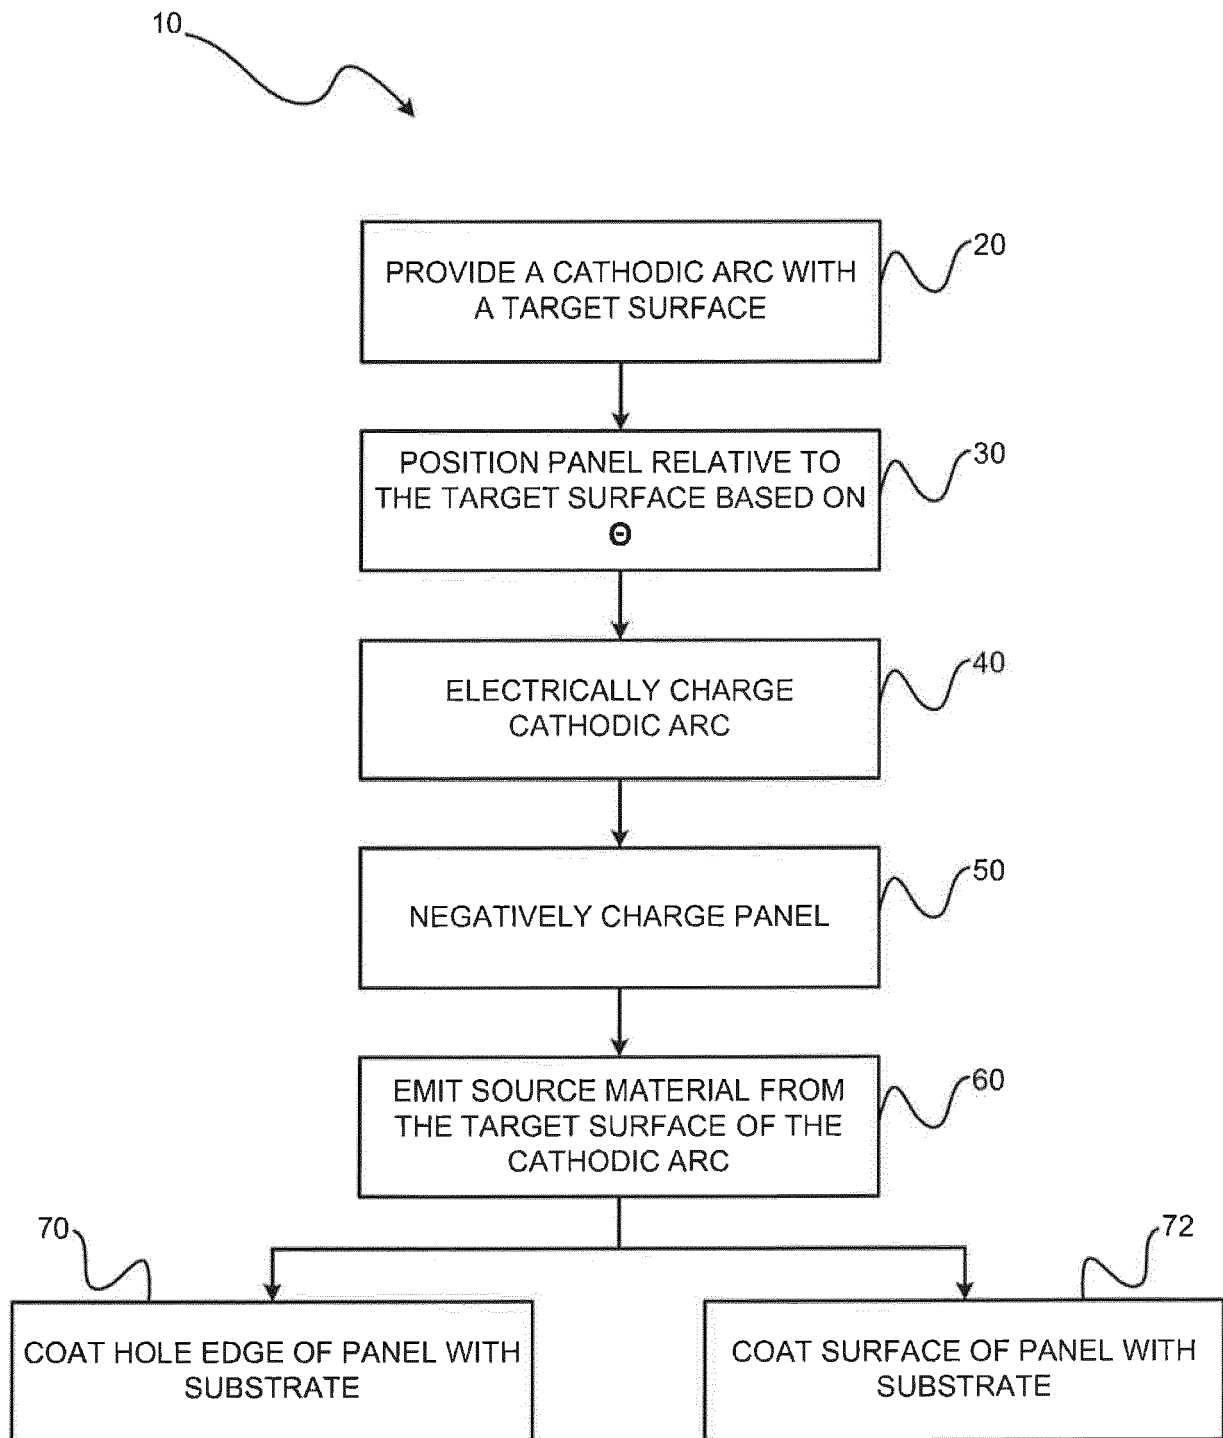 10
PROVIDE A CATHODIC ARC WITH
A TARGET SURFACE
20
POSITION PANEL RELATIVE TO
THE TARGET SURFACE BASED ON
Θ
30
ELECTRICALLY CHARGE
CATHODIC ARC
40
NEGATIVELY CHARGE PANEL
50
EMIT SOURCE MATERIAL FROM
THE TARGET SURFACE OF THE
CATHODIC ARC
60
70
COAT HOLE EDGE OF PANEL WITH
SUBSTRATE
72
COAT SURFACE OF PANEL WITH
SUBSTRATE